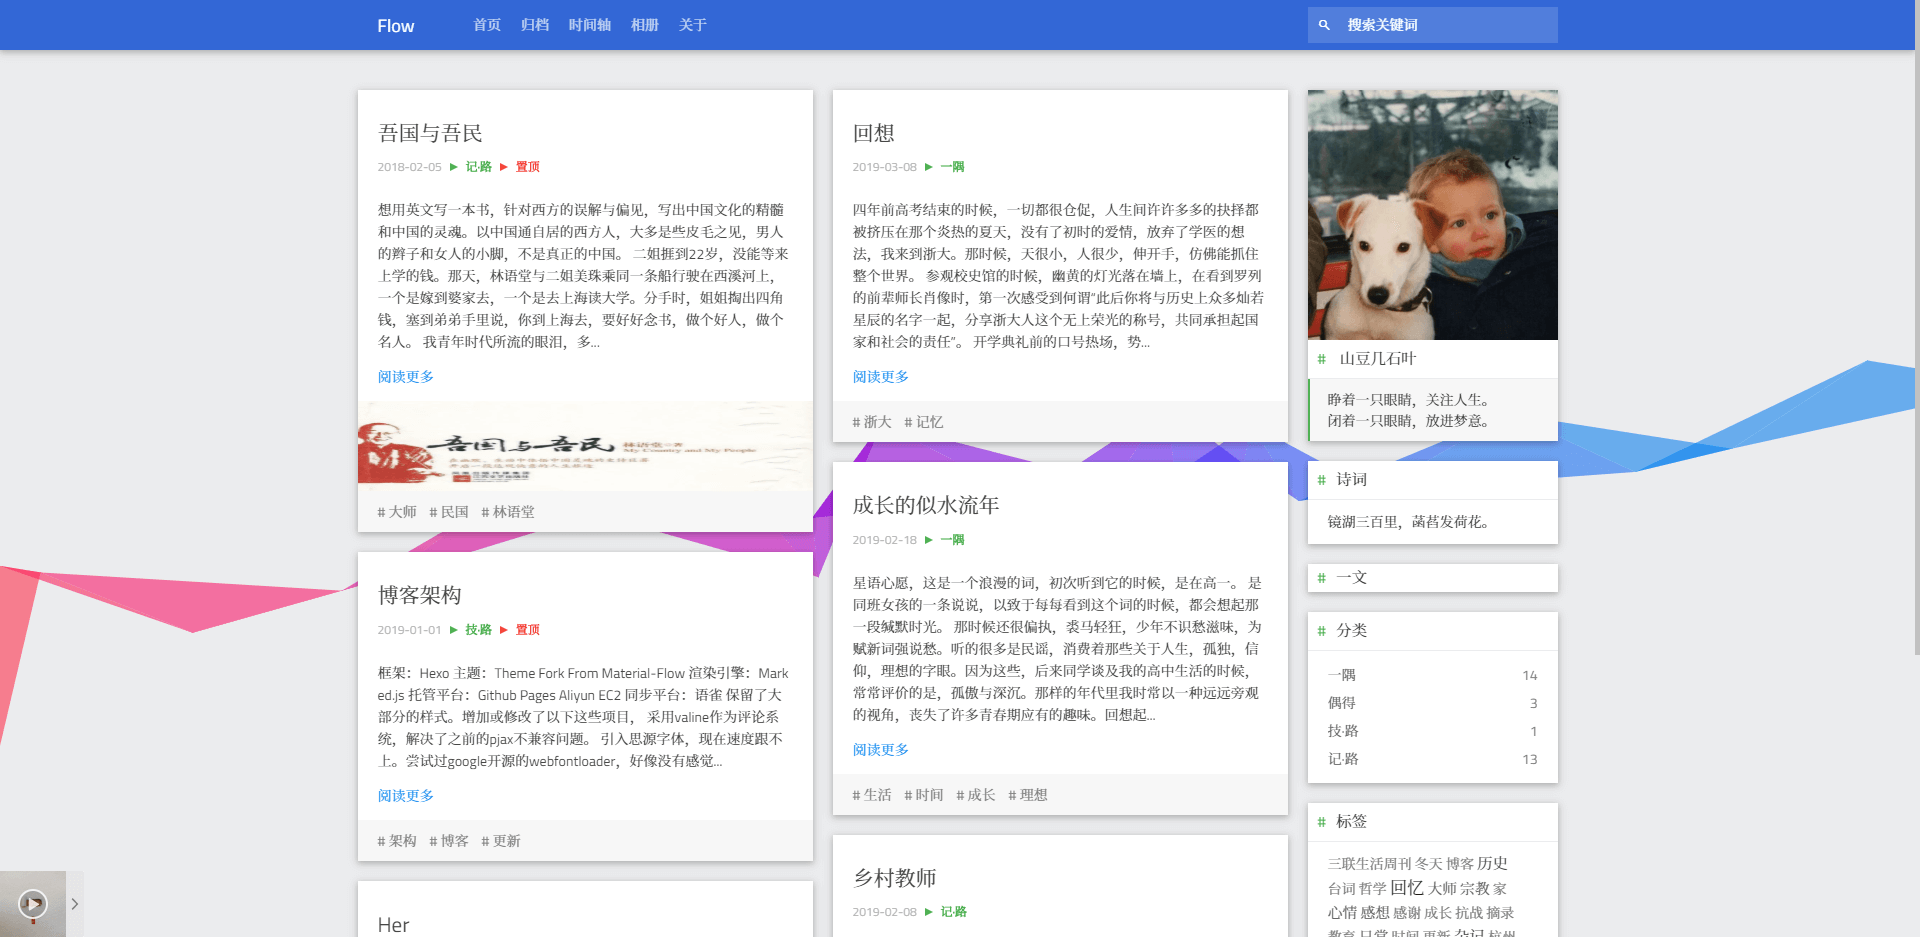 Flow
首页 归档 时间轴 相册 关于
搜索关键词
吾国与吾民
2018-02-05 ▶ 记·路 ▶ 置顶
想用英文写一本书，针对西方的误解与偏见，写出中国文化的精髓
和中国的灵魂。以中国通自居的西方人，大多是些皮毛之见，男人
的辫子和女人的小脚，不是真正的中国。 二姐捱到22岁，没能等来
上学的钱。那天，林语堂与二姐美珠乘同一条船行驶在西溪河上，
一个是嫁到婆家去，一个是去上海读大学。分手时，姐姐掏出四角
钱，塞到弟弟手里说，你到上海去，要好好念书，做个好人，做个
名人。 我青年时代所流的眼泪，多...
阅读更多
吾国与吾民
林语堂
My Country and My People
# 大师 # 民国 # 林语堂
博客架构
2019-01-01 ▶ 技·路 ▶ 置顶
框架：Hexo 主题：Theme Fork From Material-Flow 渲染引擎：Mark
ed.js 托管平台：Github Pages Aliyun EC2 同步平台：语雀 保留了大
部分的样式。增加或修改了以下这些项目， 采用valine作为评论系
统，解决了之前的pjax不兼容问题。 引入思源字体，现在速度跟不
上。尝试过google开源的webfontloader，好像没有感觉...
阅读更多
# 架构 # 博客 # 更新
Her
回想
2019-03-08 ▶ 一隅
四年前高考结束的时候，一切都很仓促，人生间许许多多的抉择都
被挤压在那个炎热的夏天，没有了初时的爱情，放弃了学医的想
法，我来到浙大。那时候，天很小，人很少，伸开手，仿佛能抓住
整个世界。 参观校史馆的时候，幽黄的灯光落在墙上，在看到罗列
的前辈师长肖像时，第一次感受到何谓“此后你将与历史上众多灿若
星辰的名字一起，分享浙大人这个无上荣光的称号，共同承担起国
家和社会的责任”。 开学典礼前的口号热场，势...
阅读更多
# 浙大 # 记忆
成长的似水流年
2019-02-18 ▶ 一隅
星语心愿，这是一个浪漫的词，初次听到它的时候，是在高一。 是
同班女孩的一条说说，以致于每每看到这个词的时候，都会想起那
一段缄默时光。 那时候还很偏执，裘马轻狂，少年不识愁滋味，为
赋新词强说愁。听的很多是民谣，消费着那些关于人生，孤独，信
仰，理想的字眼。因为这些，后来同学谈及我的高中生活的时候，
常常评价的是，孤傲与深沉。那样的年代里我时常以一种远远旁观
的视角，丧失了许多青春期应有的趣味。回想起...
阅读更多
# 生活 # 时间 # 成长 # 理想
乡村教师
2019-02-08 ▶ 记·路
# 山豆几石叶
睁着一只眼睛，关注人生。
闭着一只眼睛，放进梦意。
# 诗词
镜湖三百里，菡萏发荷花。
# 一文
# 分类
一隅 14
偶得 3
技·路 1
记·路 13
# 标签
三联生活周刊 冬天 博客 历史
台词 哲学 回忆 大师 宗教 家
心情 感想 感谢 成长 抗战 摘录
教育 日常 时间 更新 杂记 杭州